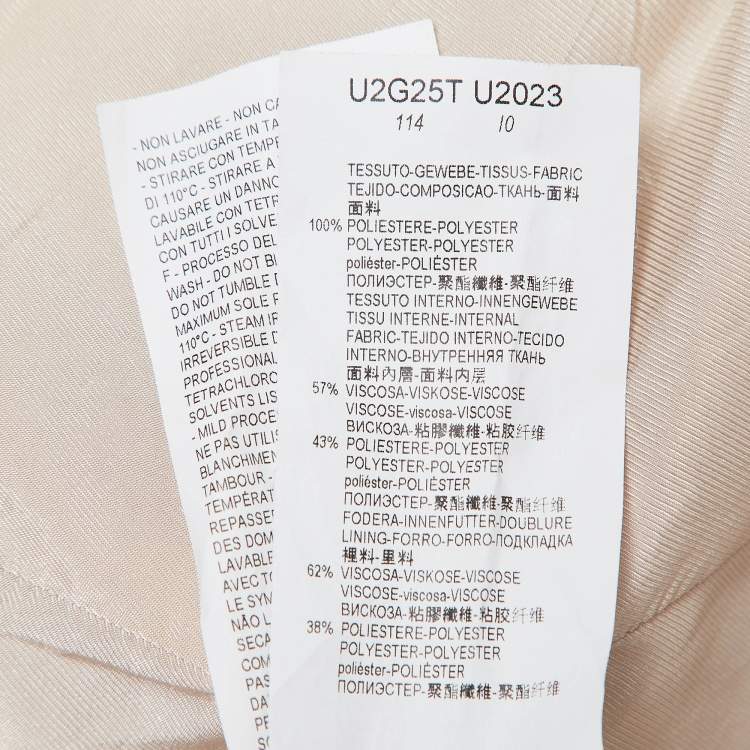 U2G25T U2023
114 10
TESSUTO-GEWEBE-TISSUS-FABRIC
TEJIDO-COMPOSICAO-ТКАНЬ-面料
面料
100% POLIESTERE-POLYESTER
POLYESTER-POLYESTER
poliéster-POLIÉSTER
ПОЛИЭСТЕР-聚酯纖維-聚酯纤维
TESSUTO INTERNO-INNENGEWEBE
TISSU INTERNE-INTERNAL
FABRIC-TEJIDO INTERNO-TECIDO
INTERNO-ВНУТРЕННЯЯ ТКАНЬ
面料內層-面料内层
57% VISCOSA-VISKOSE-VISCOSE
VISCOSE-viscosa-VISCOSE
ВИСКОЗА-粘膠纖維-粘胶纤维
43% POLIESTERE-POLYESTER
POLYESTER-POLYESTER
poliéster-POLIÉSTER
ПОЛИЭСТЕР-聚酯纖維-聚酯纤维
FODERA-INNENFUTTER-DOUBLURE
LINING-FORRO-FORRO-ПОДКЛАДКА
裡料-里料
62% VISCOSA-VISKOSE-VISCOSE
VISCOSE-viscosa-VISCOSE
ВИСКОЗА-粘膠纖維-粘胶纤维
38% POLIESTERE-POLYESTER
POLYESTER-POLYESTER
poliéster-POLIÉSTER
ПОЛИЭСТЕР-聚酯纖維-聚酯纤维
- NON LAVARE - NON CA
NON ASCIUGARE IN TA
- STIRARE CON TEMPE
DI 110°C - STIRARE A
CAUSARE UN DANNO
LAVABILE CON TETR
CON TUTTI I SOLVE
F - PROCESSO DEL
WASH - DO NOT BL
DO NOT TUMBLE D
MAXIMUM SOLE P
110°C - STEAM IR
IRREVERSIBLE D
PROFESSIONAL
TETRACHLORO
SOLVENTS LIS
- MILD PROCE
NE PAS UTILIS
BLANCHIMEN
TAMBOUR -
TEMPÉRAT
REPASSE
DES DOM
LAVABLE
AVEC TO
LE SYM
NÃO L
SECA
COM
PAS
DA
PE